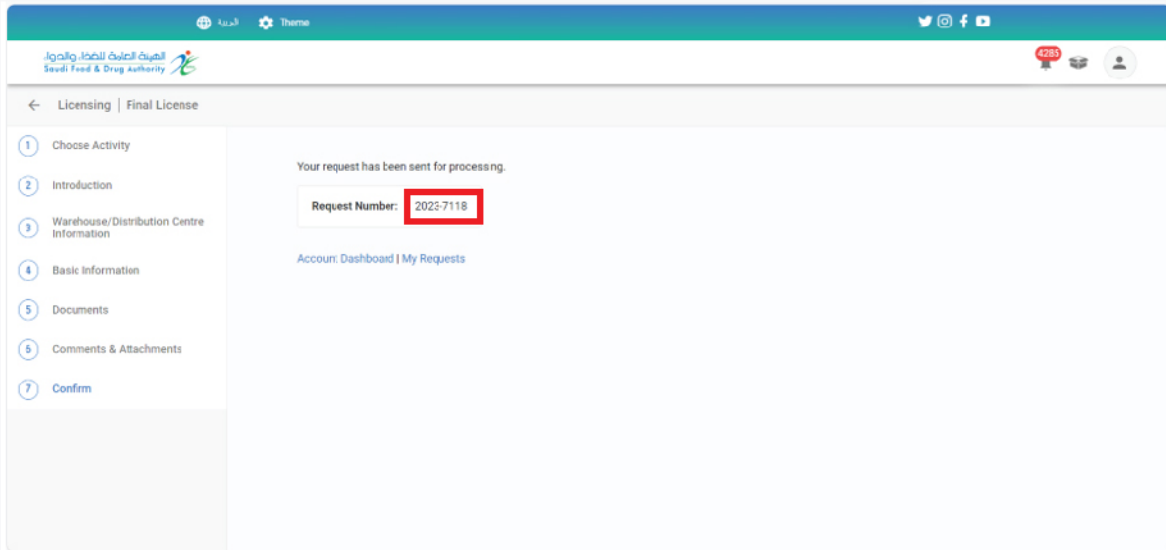 العربية
Theme
الهيئة العامة للغذاء والدواء
Saudi Food & Drug Authority
4285
Licensing | Final License
1 Choose Activity
2 Introduction
3 Warehouse/Distribution Centre
Information
4 Basic Information
5 Documents
6 Comments & Attachments
7 Confirm
Your request has been sent for processing.
Request Number: 2023-7118
Account Dashboard | My Requests